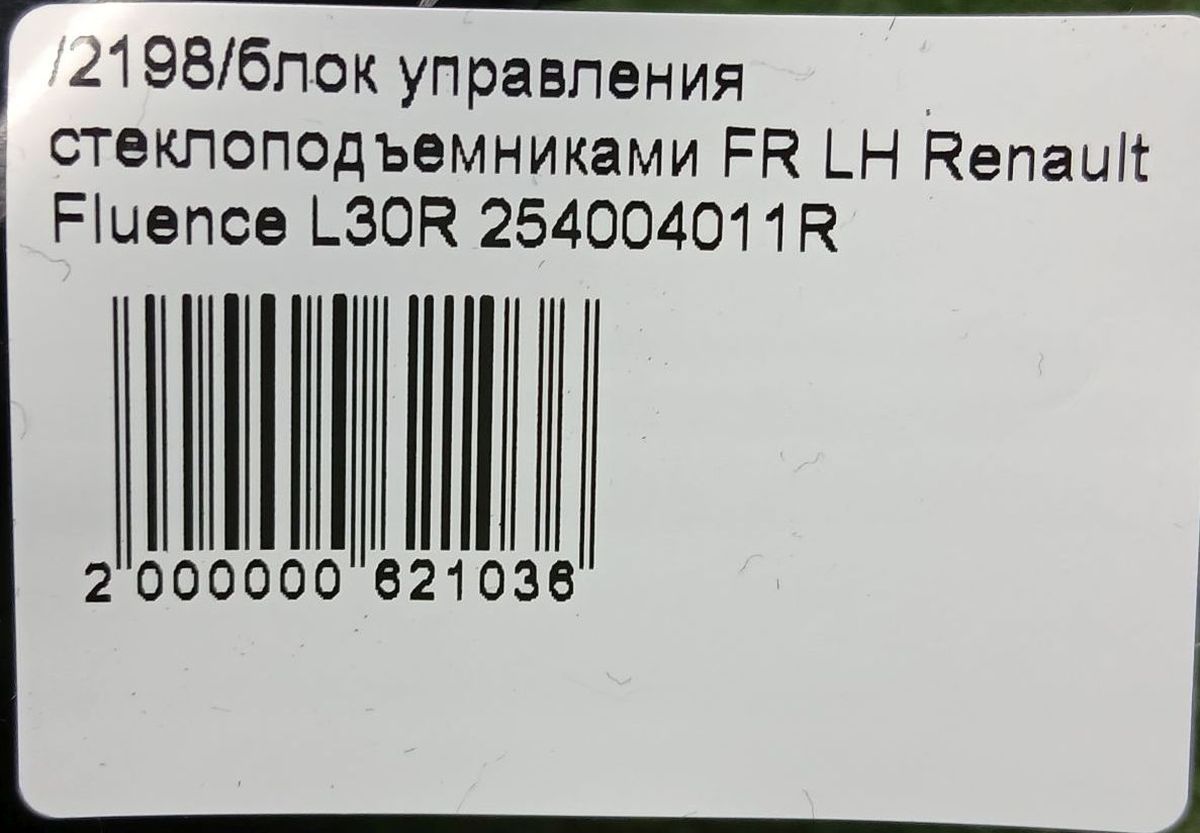 /2198/блок управления
стеклоподъемниками FR LH Renault
Fluence L30R 254004011R
2 000000 621036